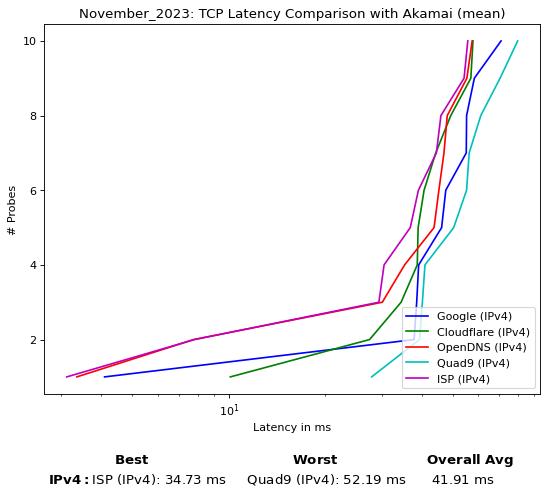 November_2023: TCP Latency Comparison with Akamai (mean)
# Probes
10
8
6
4
2
Google (IPv4)
Cloudflare (IPv4)
OpenDNS (IPv4)
Quad9 (IPv4)
ISP (IPv4)
10¹
Latency in ms
Best Worst Overall Avg
IPv4: ISP (IPv4): 34.73 ms Quad9 (IPv4): 52.19 ms 41.91 ms